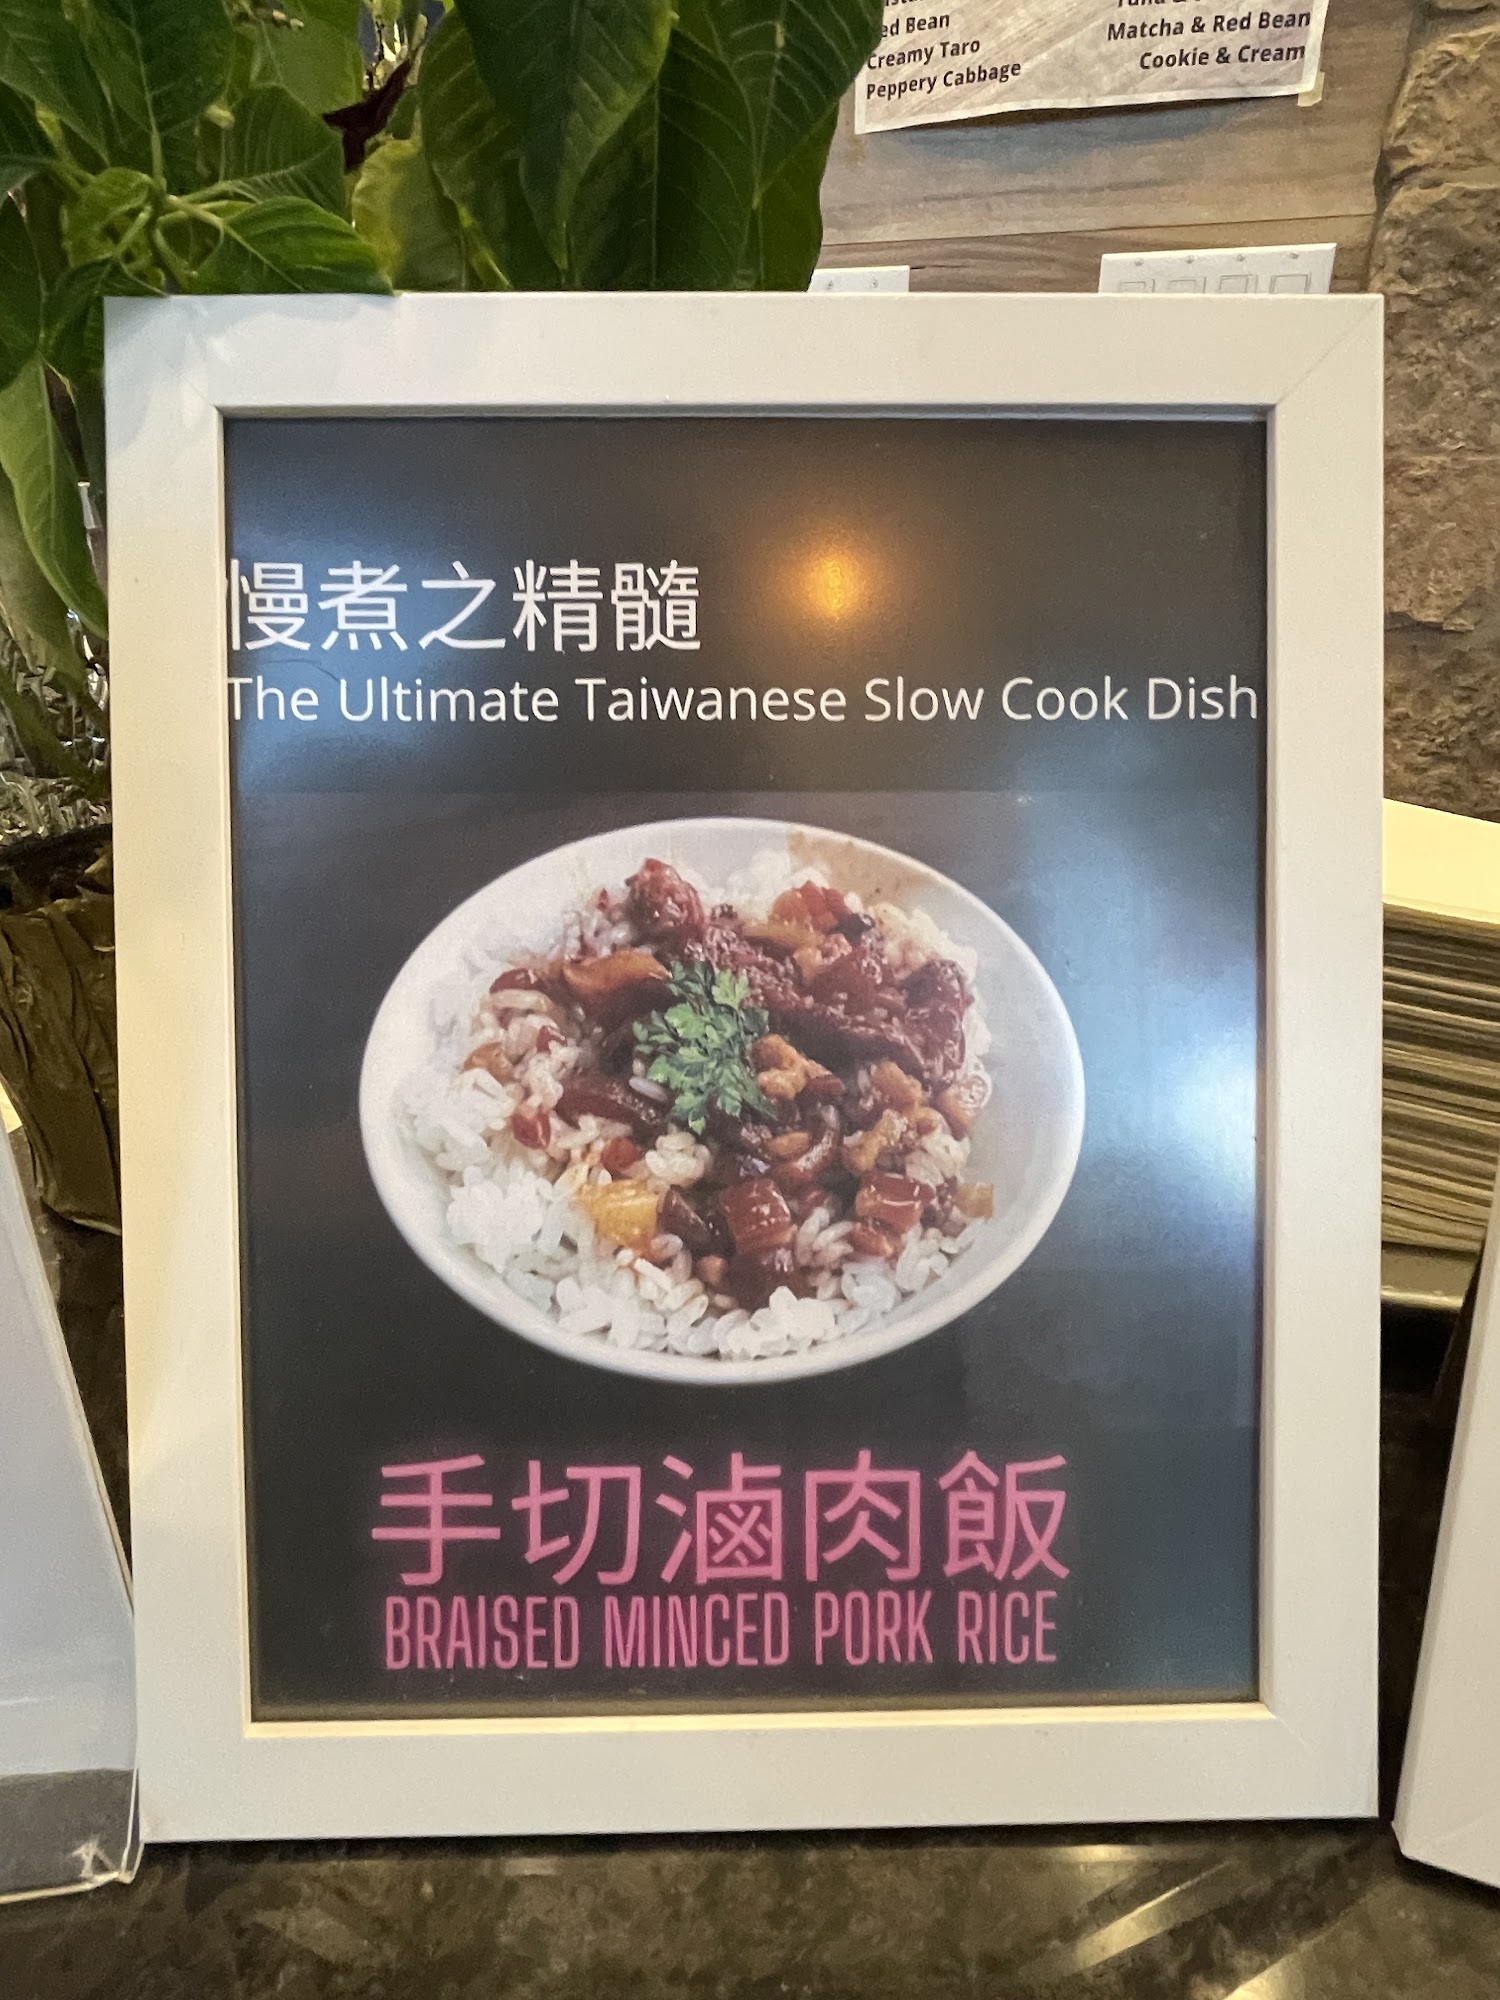 ed Bean
Creamy Taro
Peppery Cabbage
Matcha & Red Bean
Cookie & Cream
慢煮之精髓
The Ultimate Taiwanese Slow Cook Dish
手切滷肉飯
BRAISED MINCED PORK RICE